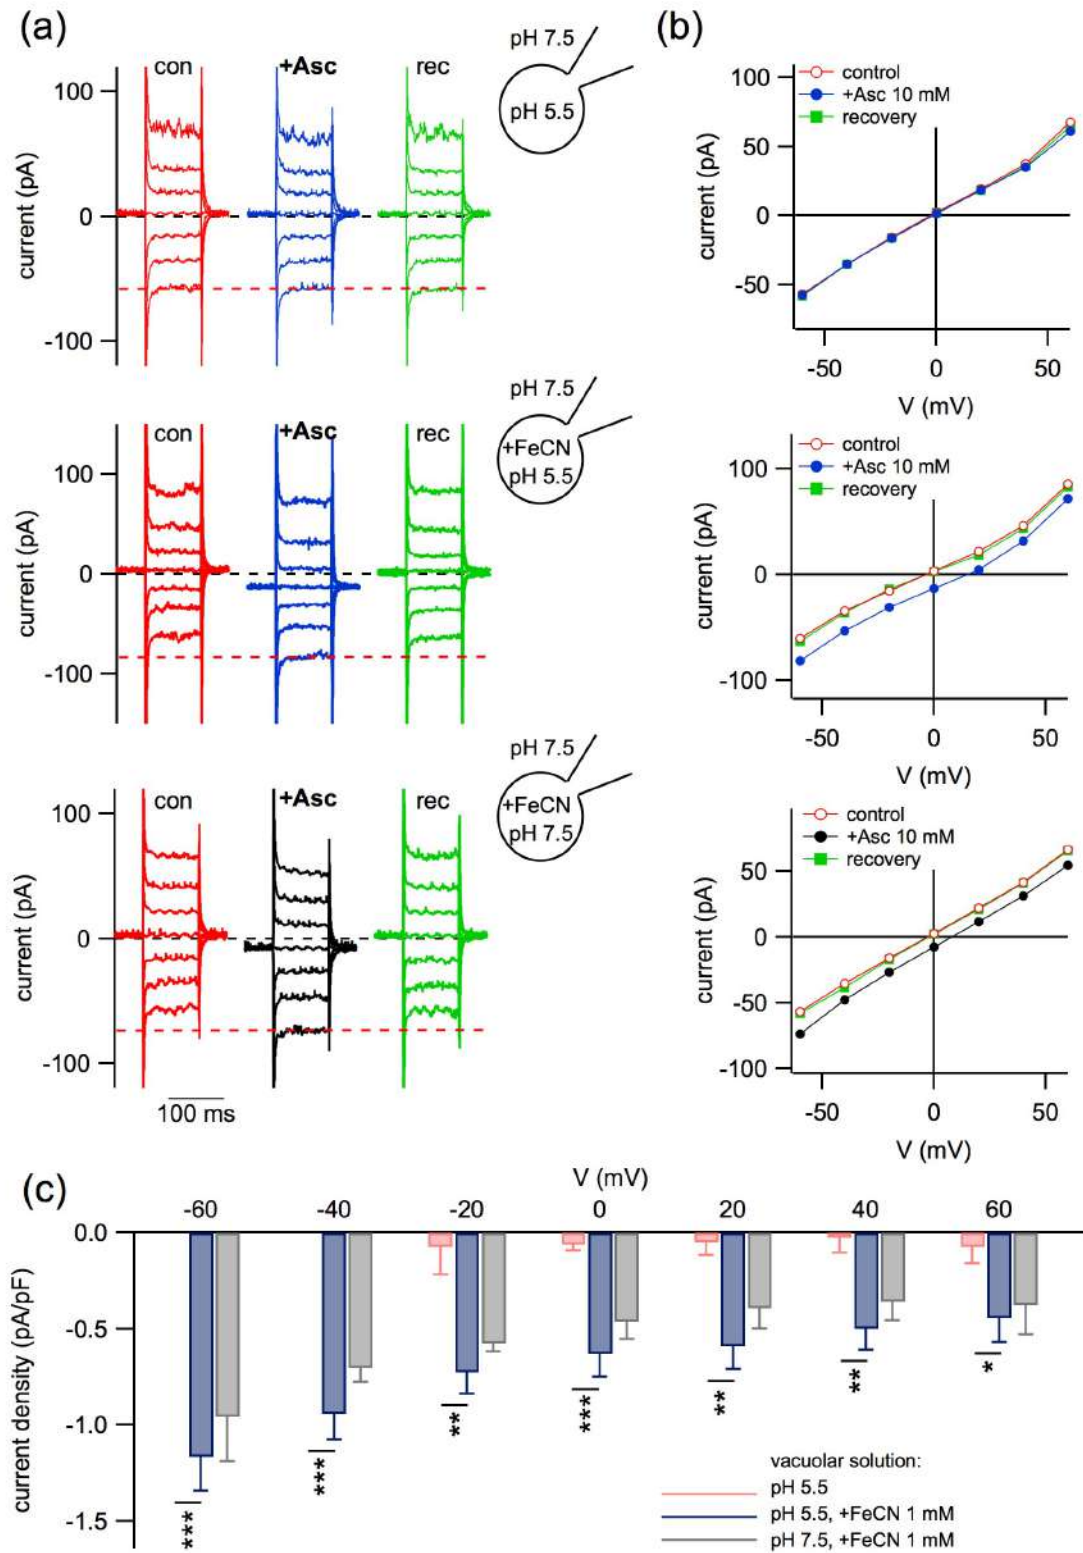 (a)
con
+Asc
rec
pH 7.5
pH 5.5
100
0
-100
current (pA)
(b)
control
+Asc 10 mM
recovery
100
50
0
-50
current (pA)
-50
0
50
V (mV)
con
+Asc
rec
pH 7.5
+FeCN
pH 5.5
100
0
-100
current (pA)
control
+Asc 10 mM
recovery
100
0
-100
current (pA)
-50
0
50
V (mV)
con
+Asc
rec
pH 7.5
+FeCN
pH 7.5
100
0
-100
current (pA)
100 ms
control
+Asc 10 mM
recovery
50
0
-50
-100
current (pA)
-50
0
50
V (mV)
(c)
V (mV)
-60 -40 -20 0 20 40 60
0.0
-0.5
-1.0
-1.5
current density (pA/pF)
***
***
**
***
**
**
*
vacuolar solution:
pH 5.5
pH 5.5, +FeCN 1 mM
pH 7.5, +FeCN 1 mM